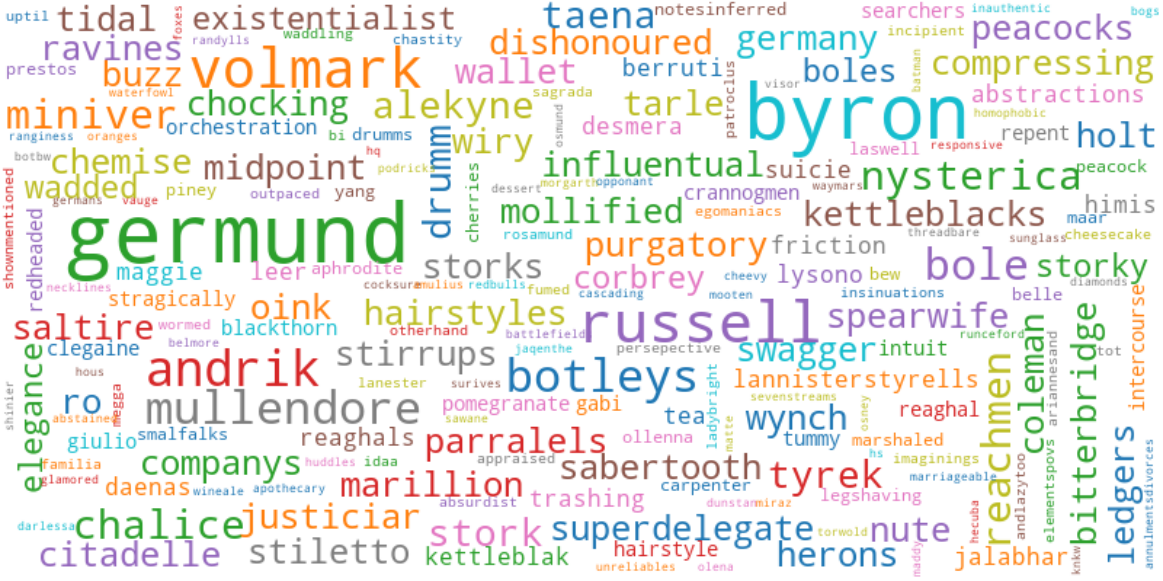 uptil
tidal
foxes
existentialist
taena
notesinferred
searchers
inauthentic
bogs
ravines
randylls
waddling
chastity
dishonoured
germany
incipient
peacocks
prestos
buzz
volmark
wallet
berruti
patroclus
visor
boles
batman
compressing
waterfowl
miniver
chocking
alekyne
sagrada
tarle
byron
abstractions
homophobic
ranginess
oranges
orchestration
bi
drumms
drumm
wiry
osmund
desmera
laswell
responsive
repent
holt
botbw
chemise
midpoint
hq
podrick
influentual
suicie
nysterica
peacock
wadded
piney
outpaced
yang
cherries
dessert
morgarth
opponant
crannogmen
waymars
himis
shownmentioned
germans
vauge
germund
mollified
egomaniacs
kettleblacks
maar
redheaded
rosamund
purgatory
friction
threadbare
sunglass
cheesecake
maggie
leer
aphrodite
storks
corbrey
cheevy
lysono
bew
bole
storky
necklines
cocksure
emulius
redbulls
fumed
cascading
mooten
insinuations
belle
diamonds
stragically
oink
hairstyles
russell
spearwife
intercourse
saltire
wormed
blackthorn
otherhand
battlefield
runceford
coleman
bitterbridge
clegaine
belmore
stirrups
jaqenthe
persepective
swagger
intuit
ariannesand
tot
elegance
hous
andrik
lanester
surives
botleys
lannisterstyrells
reachmen
shinier
ro
megga
mullendore
pomegranate
gabi
ladybright
sevenstreams
abstained
sawane
tea
matte
wynch
osney
reaghal
giulio
smalfalks
reaghals
parralels
ollenna
tummy
marshaled
familia
companys
huddles
idaa
appraised
sabertooth
hs
imaginings
elementspovs
ledgers
glamored
daenas
wineale
apothecary
marillion
carpenter
tyrek
marriageable
andlazytoo
annulmentsdivorces
absurdist
trashing
dunstan
miraz
legshaving
hecuba
darlessa
chalice
justiciar
stork
superdelegate
torwold
nute
citadelle
stiletto
kettleblak
hairstyle
unreliables
olena
herons
maddy
jalabhar
knkw